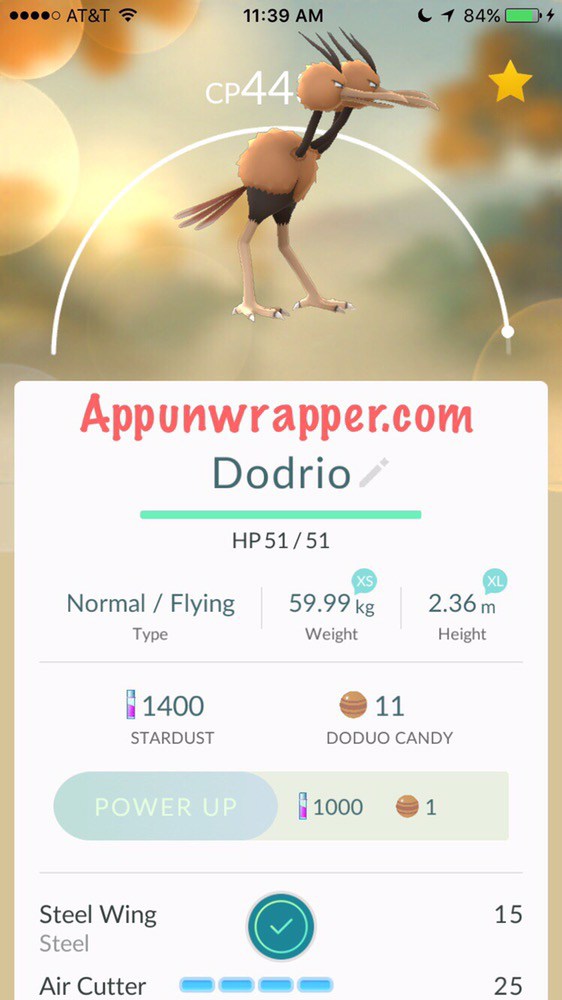 AT&T 11:39 AM 84%
CP44
Appunwrapper.com
Dodrio
HP 51 / 51
XS XL
Normal / Flying 59.99 kg 2.36 m
Type Weight Height
1400 11
STARDUST DODUO CANDY
POWER UP 1000 1
Steel Wing 15
Steel
Air Cutter 25